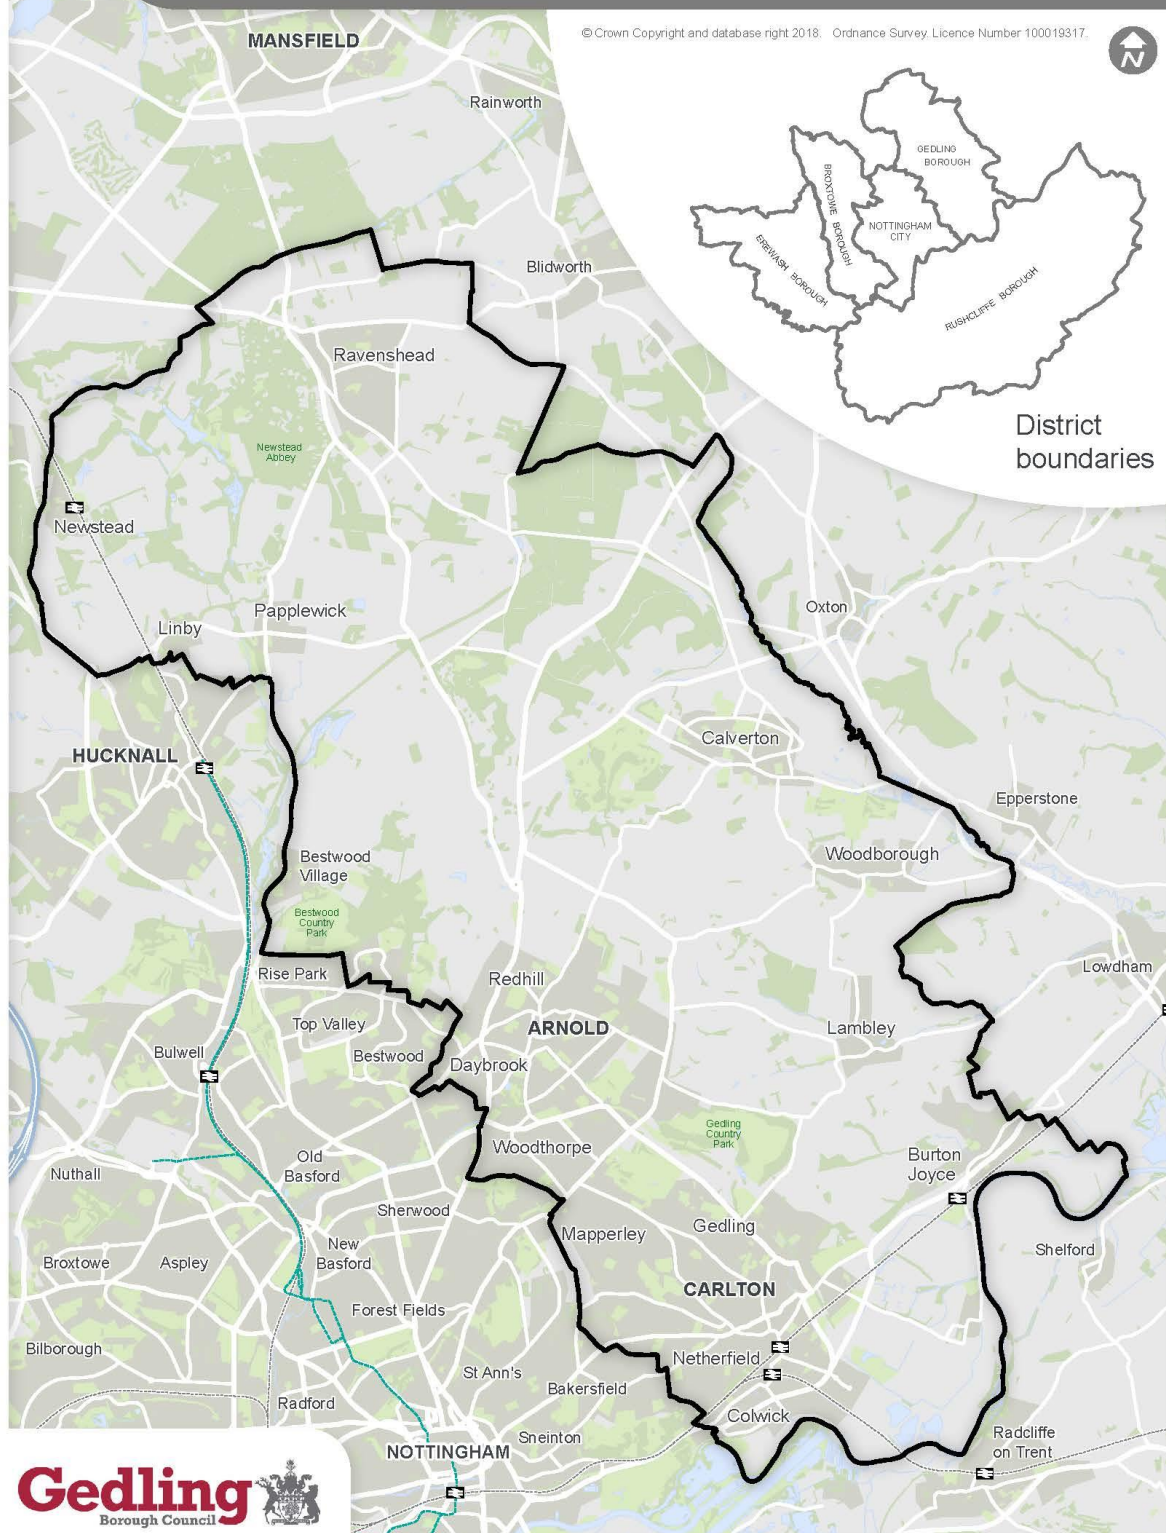 © Crown Copyright and database right 2018. Ordnance Survey. Licence Number 100019317.
N
MANSFIELD
Rainworth
GEDLING
BOROUGH
BROXTOWE BOROUGH
NOTTINGHAM
CITY
EREWASH BOROUGH
RUSHCLIFFE BOROUGH
District
boundaries
Blidworth
Ravenshead
Newstead
Abbey
Newstead
Papplewick
Linby
Oxton
Calverton
HUCKNALL
Epperstone
Woodborough
Bestwood
Village
Bestwood
Country
Park
Lowdham
Rise Park
Redhill
Top Valley
ARNOLD
Lambley
Bulwell
Bestwood
Daybrook
Gedling
Country
Park
Woodthorpe
Burton
Joyce
Old
Basford
Nuthall
Sherwood
Gedling
Mapperley
New
Basford
Shelford
Broxtowe
Aspley
CARLTON
Forest Fields
Bilborough
Netherfield
St Ann's
Bakersfield
Radford
Colwick
Sneinton
Radcliffe
on Trent
NOTTINGHAM
Gedling
Borough Council